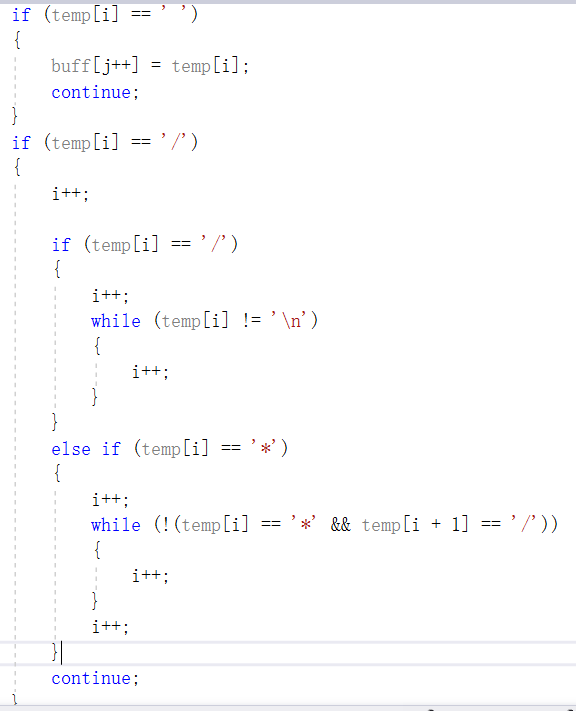 if (temp[i] == ' ')
{
    buff[j++] = temp[i];
    continue;
}
if (temp[i] == '/')
{
    i++;

    if (temp[i] == '/')
    {
        i++;
        while (temp[i] != '\n')
        {
            i++;
        }
    }
    else if (temp[i] == '*')
    {
        i++;
        while (!(temp[i] == '*' && temp[i + 1] == '/'))
        {
            i++;
        }
        i++;
    }
    continue;
}